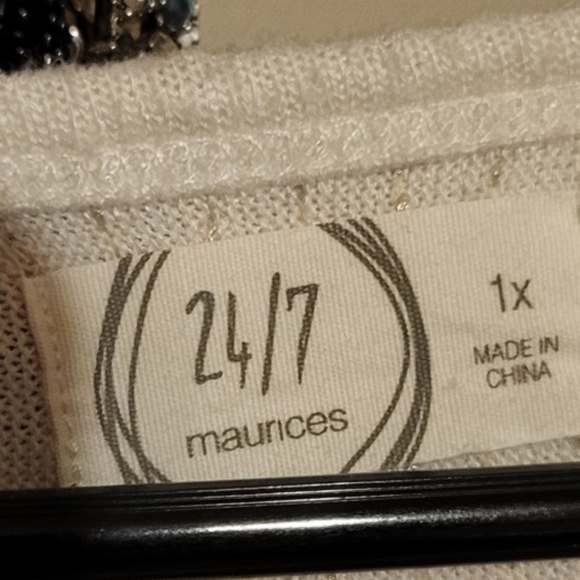 24/7
maurices
1x
MADE IN
CHINA